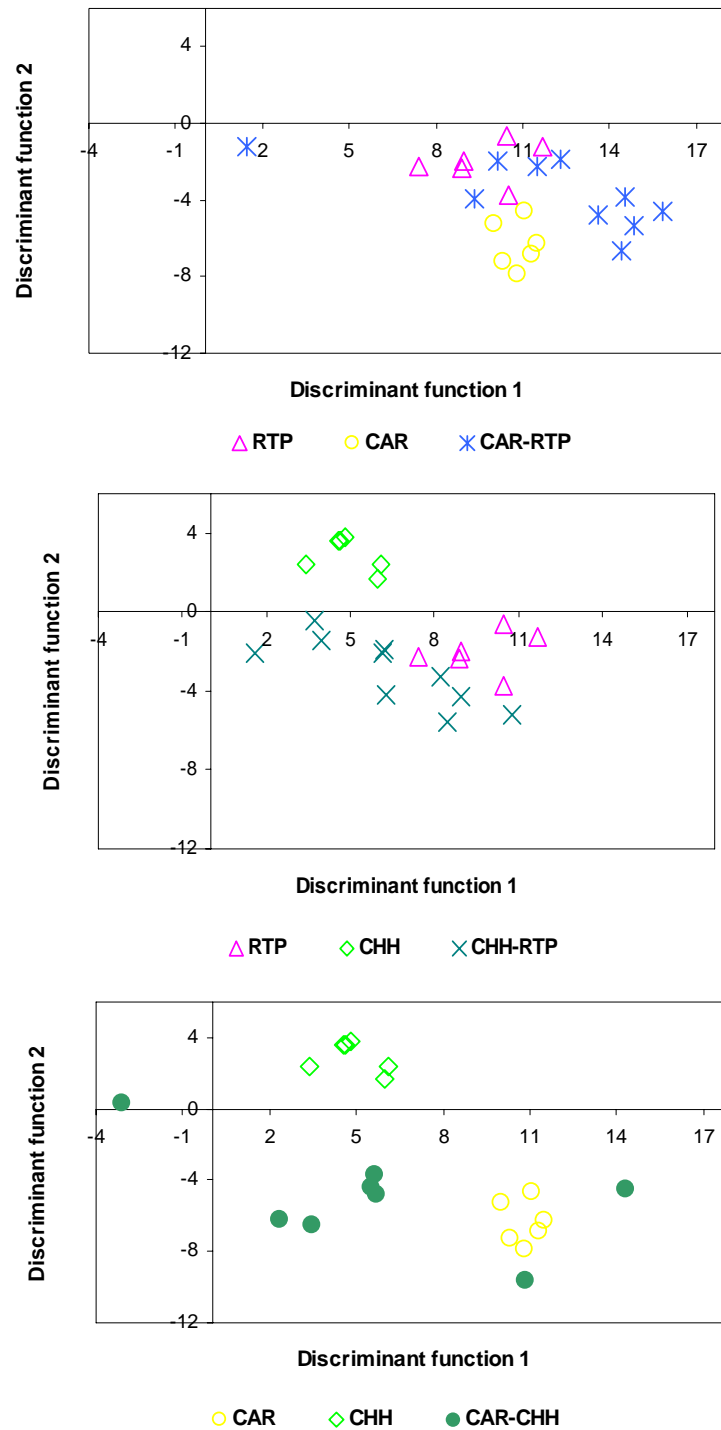 4
0
-4 -1 2 5 8 11 14 17
-4
-8
-12
Discriminant function 2
Discriminant function 1
RTP CAR CAR-RTP
4
0
-4 -1 2 5 8 11 14 17
-4
-8
-12
Discriminant function 2
Discriminant function 1
RTP CHH CHH-RTP
4
0
-4 -1 2 5 8 11 14 17
-4
-8
-12
Discriminant function 2
Discriminant function 1
CAR CHH CAR-CHH